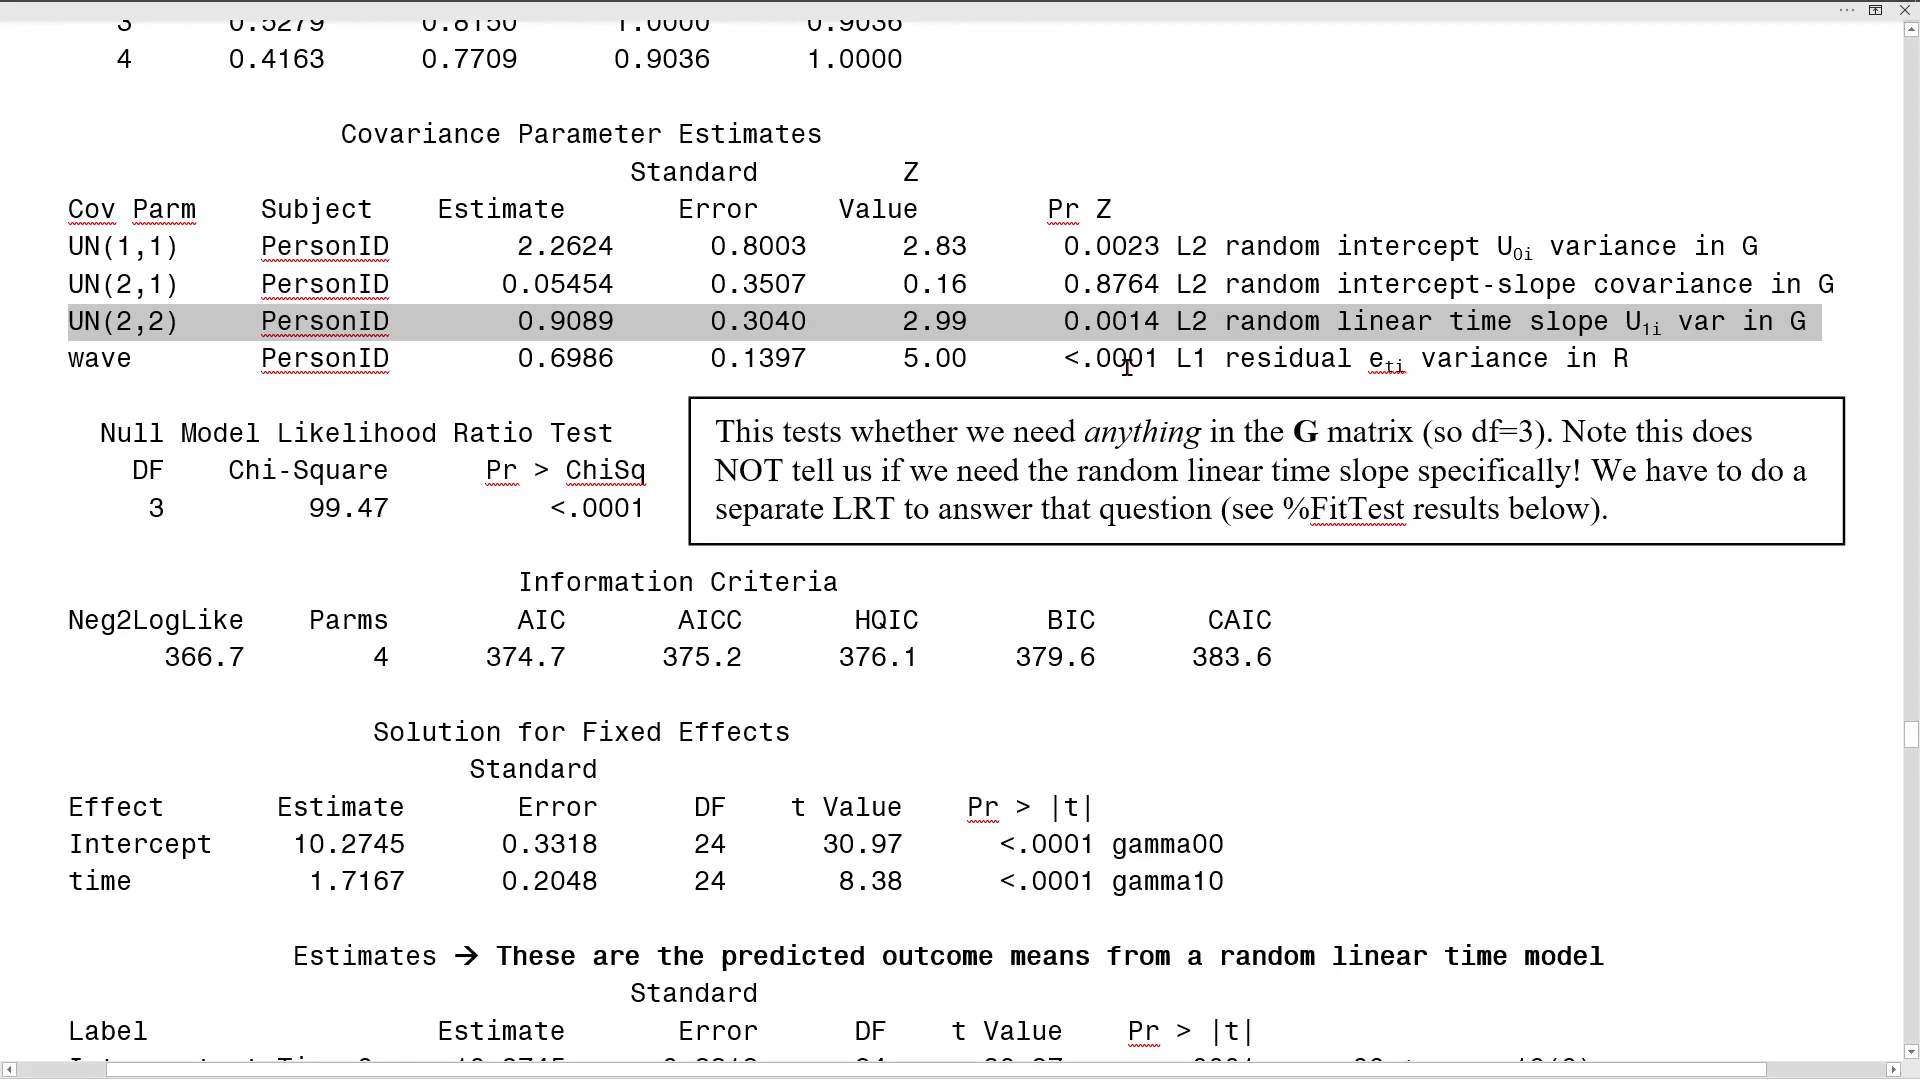 3 0.5279 0.8150 1.0000 0.9036
4 0.4163 0.7709 0.9036 1.0000
Covariance Parameter Estimates
Standard Z
Cov Parm Subject Estimate Error Value Pr Z
UN(1,1) PersonID 2.2624 0.8003 2.83 0.0023 L2 random intercept U0i variance in G
UN(2,1) PersonID 0.05454 0.3507 0.16 0.8764 L2 random intercept-slope covariance in G
UN(2,2) PersonID 0.9089 0.3040 2.99 0.0014 L2 random linear time slope U1i var in G
wave PersonID 0.6986 0.1397 5.00 <.0001 L1 residual eti variance in R
Null Model Likelihood Ratio Test
DF Chi-Square Pr > ChiSq
3 99.47 <.0001
This tests whether we need anything in the G matrix (so df=3). Note this does
NOT tell us if we need the random linear time slope specifically! We have to do a
separate LRT to answer that question (see %FitTest results below).
Information Criteria
Neg2LogLike Parms AIC AICC HQIC BIC CAIC
366.7 4 374.7 375.2 376.1 379.6 383.6
Solution for Fixed Effects
Standard
Effect Estimate Error DF t Value Pr > |t|
Intercept 10.2745 0.3318 24 30.97 <.0001 gamma00
time 1.7167 0.2048 24 8.38 <.0001 gamma10
Estimates → These are the predicted outcome means from a random linear time model
Standard
Label Estimate Error DF t Value Pr > |t|